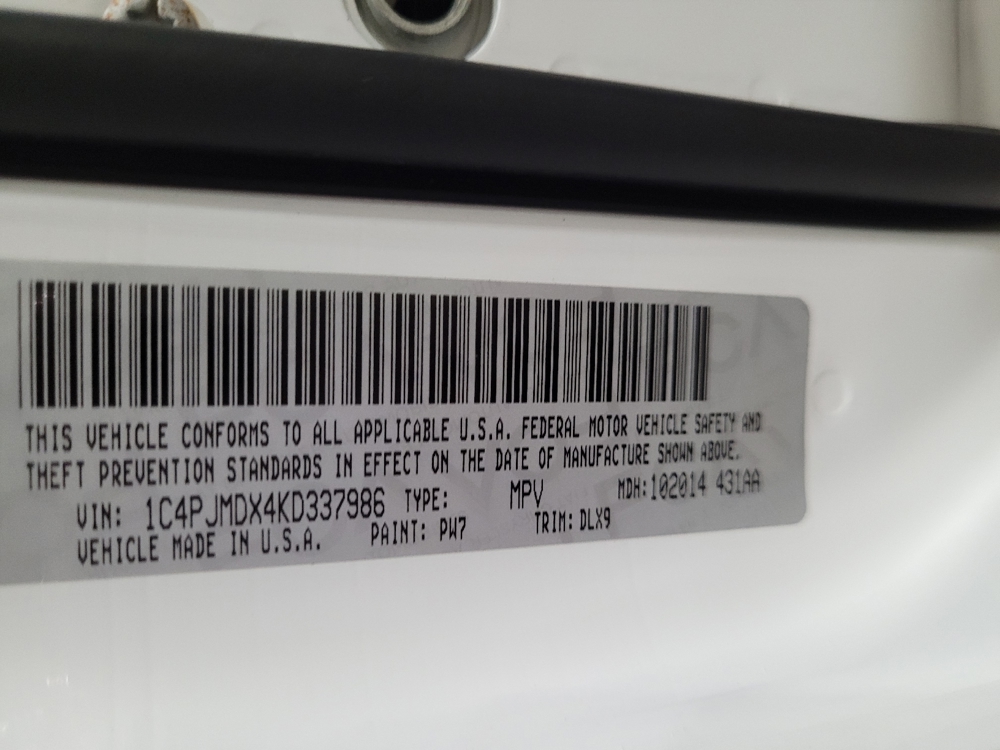 THIS VEHICLE CONFORMS TO ALL APPLICABLE U.S.A. FEDERAL MOTOR VEHICLE SAFETY AND
THEFT PREVENTION STANDARDS IN EFFECT ON THE DATE OF MANUFACTURE SHOWN ABOVE.
VIN: 1C4PJMDX4KD337986 TYPE: MPV MDH:102014 431AA
VEHICLE MADE IN U.S.A. PAINT: PW7 TRIM: DLX9